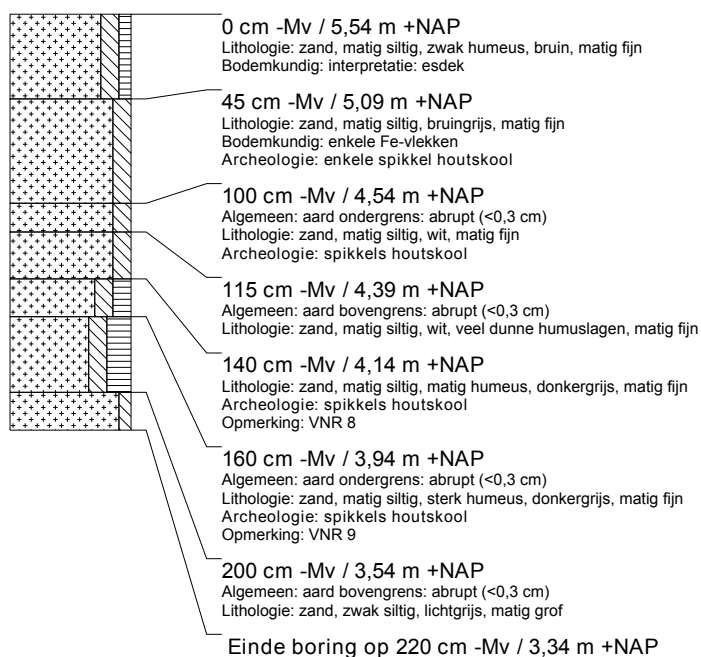 0 cm -Mv / 5,54 m +NAP
Lithologie: zand, matig siltig, zwak humeus, bruin, matig fijn
Bodemkundig: interpretatie: esdek
45 cm -Mv / 5,09 m +NAP
Lithologie: zand, matig siltig, bruingrijs, matig fijn
Bodemkundig: enkele Fe-vlekken
Archeologie: enkele spikkel houtskool
100 cm -Mv / 4,54 m +NAP
Algemeen: aard ondergrens: abrupt (<0,3 cm)
Lithologie: zand, matig siltig, wit, matig fijn
Archeologie: spikkels houtskool
115 cm -Mv / 4,39 m +NAP
Algemeen: aard bovengrens: abrupt (<0,3 cm)
Lithologie: zand, matig siltig, wit, veel dunne humuslagen, matig fijn
140 cm -Mv / 4,14 m +NAP
Lithologie: zand, matig siltig, matig humeus, donkergrijs, matig fijn
Archeologie: spikkels houtskool
Opmerking: VNR 8
160 cm -Mv / 3,94 m +NAP
Algemeen: aard ondergrens: abrupt (<0,3 cm)
Lithologie: zand, matig siltig, sterk humeus, donkergrijs, matig fijn
Archeologie: spikkels houtskool
Opmerking: VNR 9
200 cm -Mv / 3,54 m +NAP
Algemeen: aard bovengrens: abrupt (<0,3 cm)
Lithologie: zand, zwak siltig, lichtgrijs, matig grof
Einde boring op 220 cm -Mv / 3,34 m +NAP